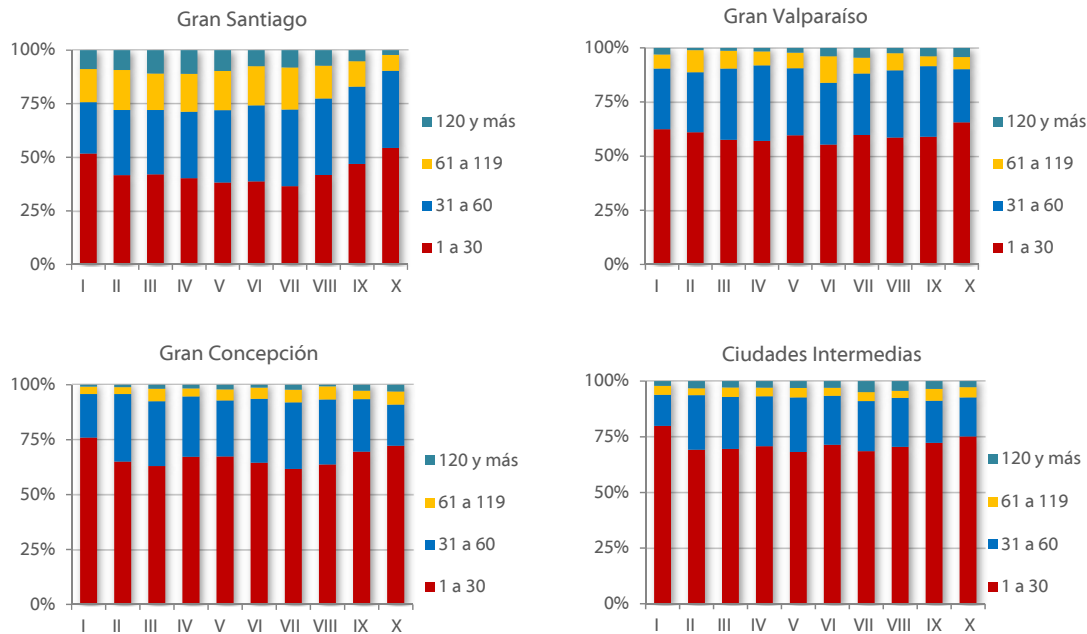 Gran Santiago
100%
75%
50%
25%
0%
I II III IV V VI VII VIII IX X
120 y más
61 a 119
31 a 60
1 a 30
Gran Valparaíso
100%
75%
50%
25%
0%
I II III IV V VI VII VIII IX X
120 y más
61 a 119
31 a 60
1 a 30
Gran Concepción
100%
75%
50%
25%
0%
I II III IV V VI VII VIII IX X
120 y más
61 a 119
31 a 60
1 a 30
Ciudades Intermedias
100%
75%
50%
25%
0%
I II III IV V VI VII VIII IX X
120 y más
61 a 119
31 a 60
1 a 30